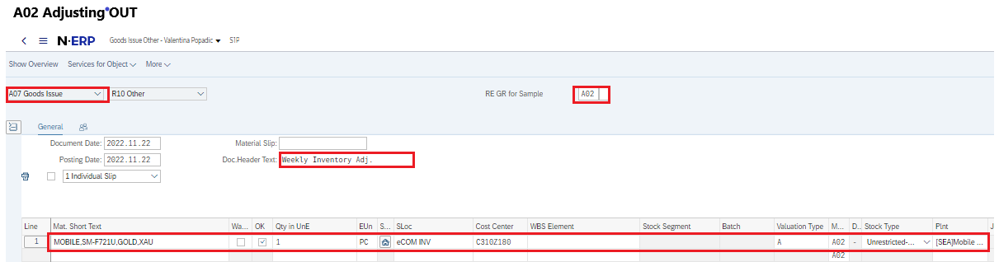 A02 Adjusting OUT
N-ERP Goods Issue Other - Valentina Popadic S1P
Show Overview Services for Object More
A07 Goods Issue R10 Other RE GR for Sample A02
General
Document Date: 2022.11.22 Material Slip:
Posting Date: 2022.11.22 Doc.Header Text: Weekly Inventory Adj.
1 Individual Slip
Line Mat. Short Text Wa... OK Qty in UnE EUn S... SLoc Cost Center WBS Element Stock Segment Batch Valuation Type M... D.. Stock Type Plnt J
1 MOBILE,SM-F721U,GOLD,XAU 1 PC eCOM INV C310Z180 A A02 - Unrestricted-... [SEA]Mobile ...
A02